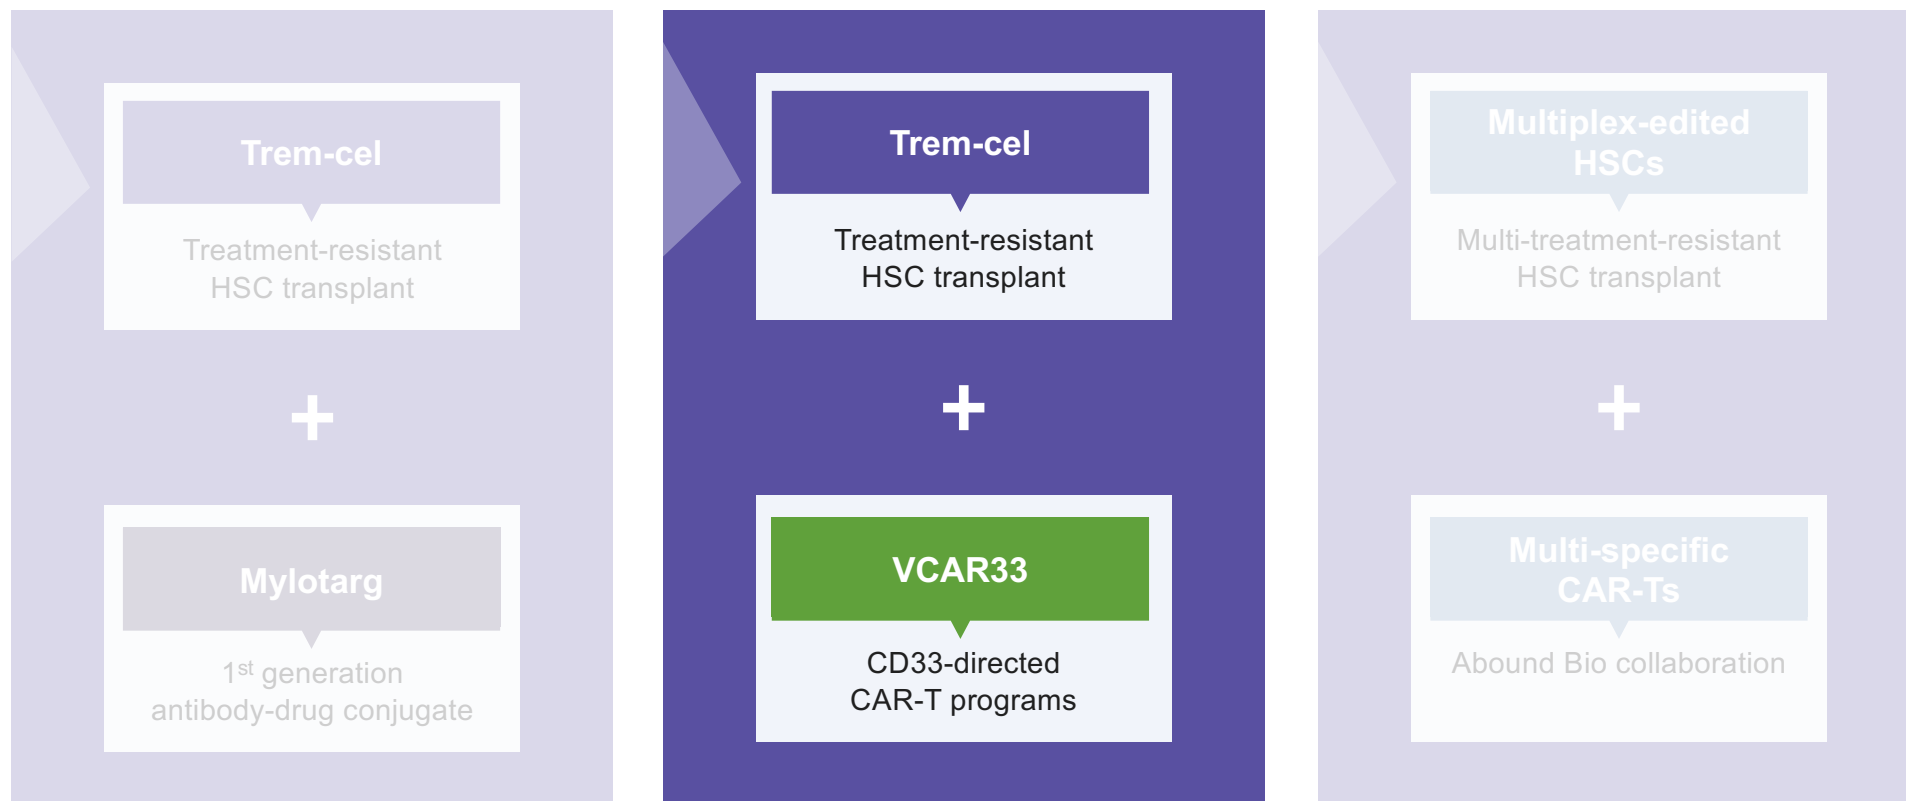 Trem-cel
Treatment-resistant
HSC transplant
+
Mylotarg
1st generation
antibody-drug conjugate
Trem-cel
Treatment-resistant
HSC transplant
+
VCAR33
CD33-directed
CAR-T programs
Multiplex-edited
HSCs
Multi-treatment-resistant
HSC transplant
+
Multi-specific
CAR-Ts
Abound Bio collaboration